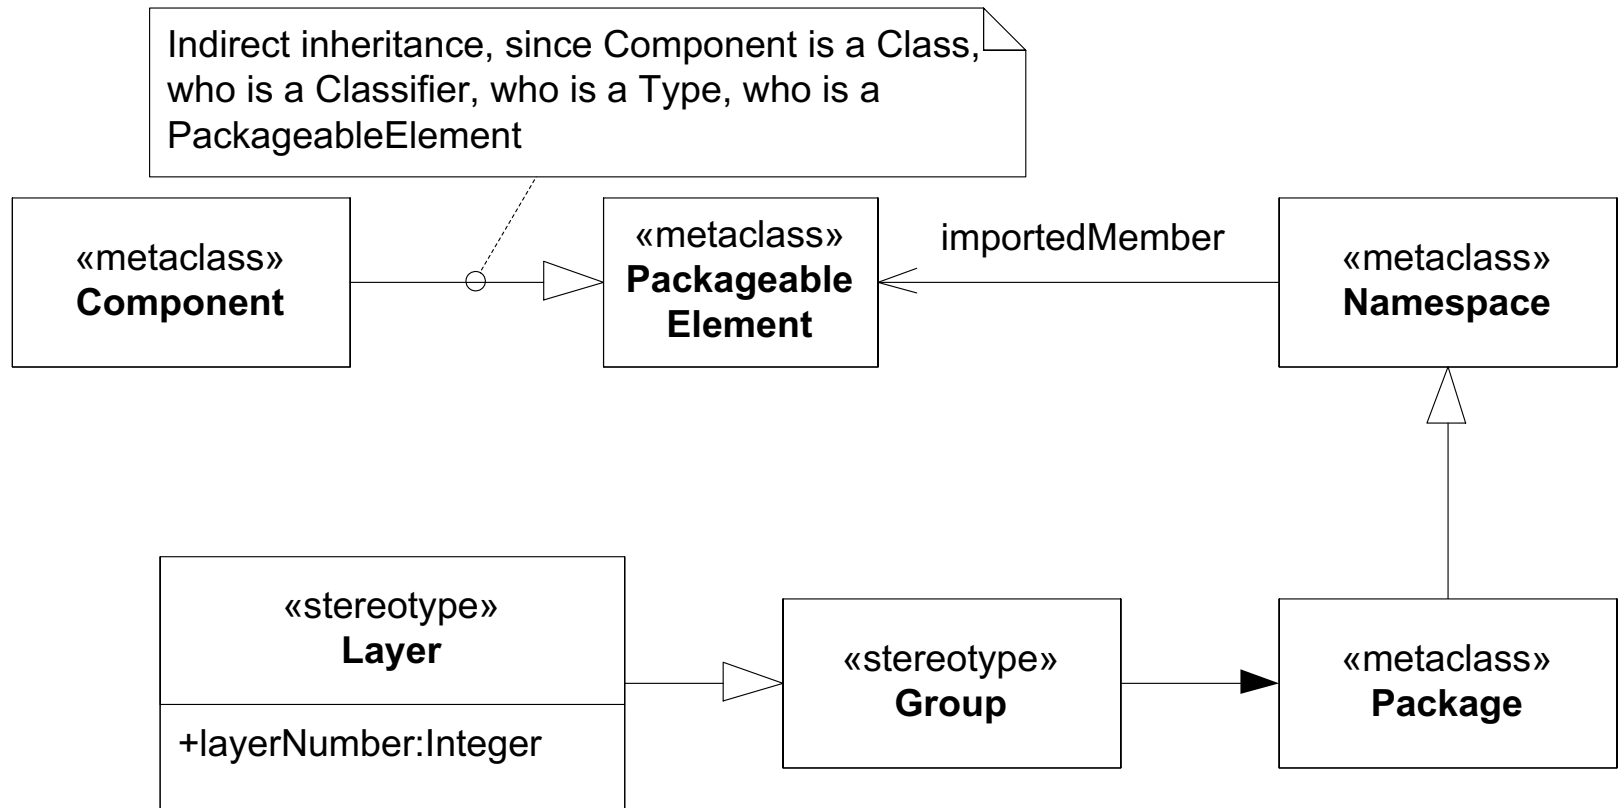 Indirect inheritance, since Component is a Class,
who is a Classifier, who is a Type, who is a
PackageableElement
«metaclass»
Component
«metaclass»
Packageable
Element
importedMember
«metaclass»
Namespace
«stereotype»
Layer
+layerNumber:Integer
«stereotype»
Group
«metaclass»
Package